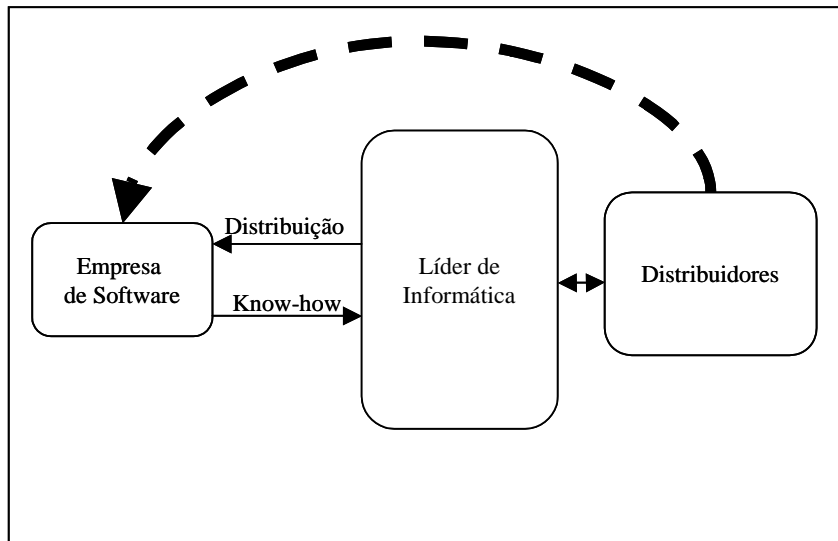 Distribuição
Empresa
de Software
Know-how
Líder de
Informática
Distribuidores